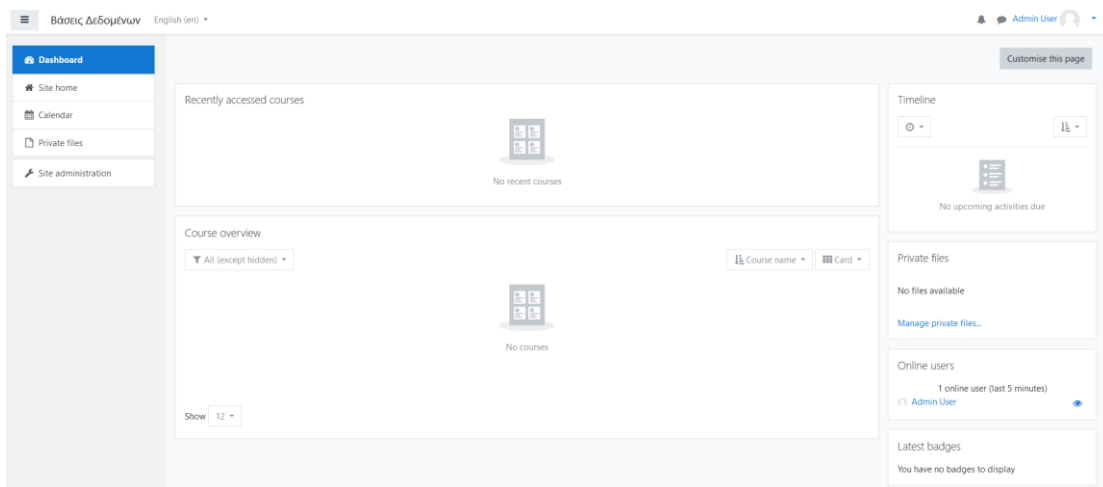 Βάσεις Δεδομένων English (en)
Admin User
Dashboard
Site home
Calendar
Private files
Site administration
Customise this page
Recently accessed courses
No recent courses
Course overview
All (except hidden)
Course name
Card
No courses
Show 12
Timeline
No upcoming activities due
Private files
No files available
Manage private files...
Online users
1 online user (last 5 minutes)
Admin User
Latest badges
You have no badges to display